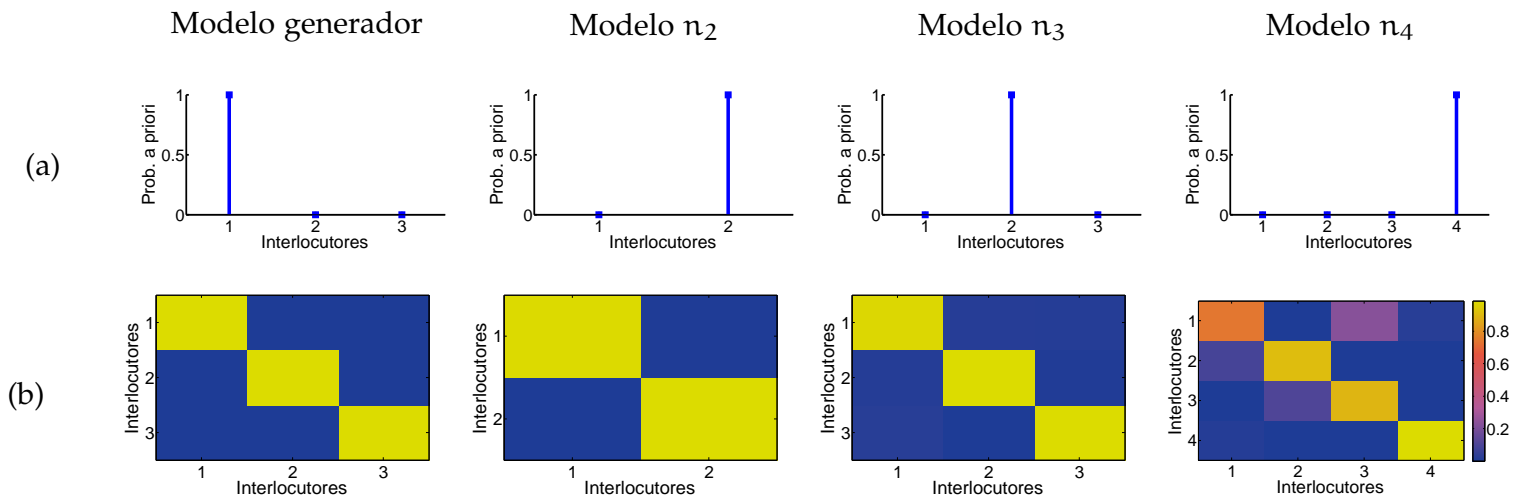 Modelo generador
Modelo n2
Modelo n3
Modelo n4
(a)
Prob. a priori
1
0.5
0
1 2 3
Interlocutores
Prob. a priori
1
0.5
0
1 2
Interlocutores
Prob. a priori
1
0.5
0
1 2 3
Interlocutores
Prob. a priori
1
0.5
0
1 2 3 4
Interlocutores
(b)
Interlocutores
1
2
3
1 2 3
Interlocutores
Interlocutores
1
2
1 2
Interlocutores
Interlocutores
1
2
3
1 2 3
Interlocutores
Interlocutores
1
2
3
4
1 2 3 4
Interlocutores
0.8
0.6
0.4
0.2